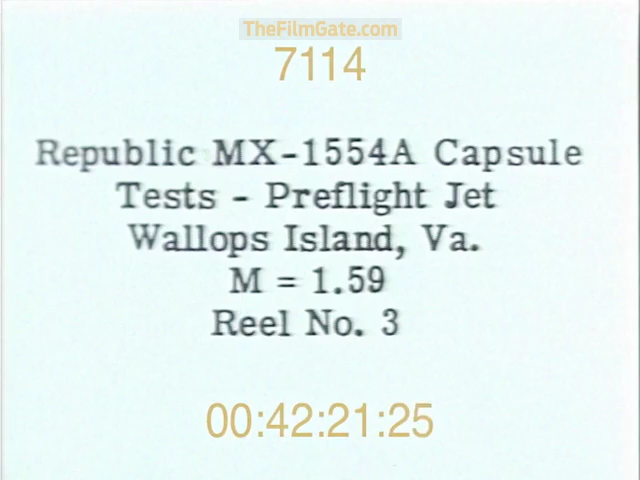 TheFilmGate.com
7114
Republic MX-1554A Capsule
Tests - Preflight Jet
Wallops Island, Va.
M = 1.59
Reel No. 3
00:42:21:25